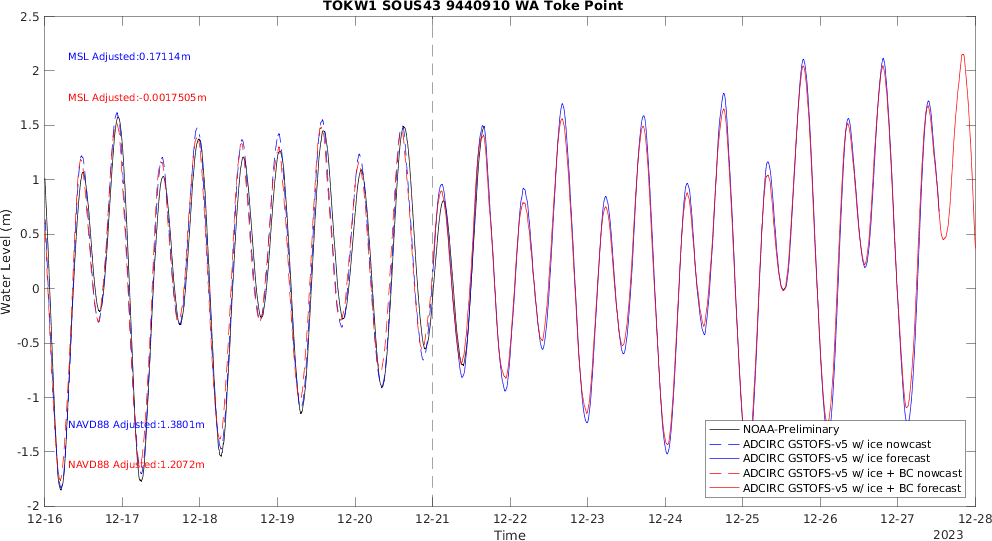 TOKW1 SOUS43 9440910 WA Toke Point
2.5
2
1.5
1
0.5
0
-0.5
-1
-1.5
-2
Water Level (m)
MSL Adjusted:0.17114m
MSL Adjusted:-0.0017505m
NAVD88 Adjusted:1.3801m
NAVD88 Adjusted:1.2072m
NOAA-Preliminary
ADCIRC GSTOFS-v5 w/ ice nowcast
ADCIRC GSTOFS-v5 w/ ice forecast
ADCIRC GSTOFS-v5 w/ ice + BC nowcast
ADCIRC GSTOFS-v5 w/ ice + BC forecast
12-16 12-17 12-18 12-19 12-20 12-21 12-22 12-23 12-24 12-25 12-26 12-27 12-28
Time
2023